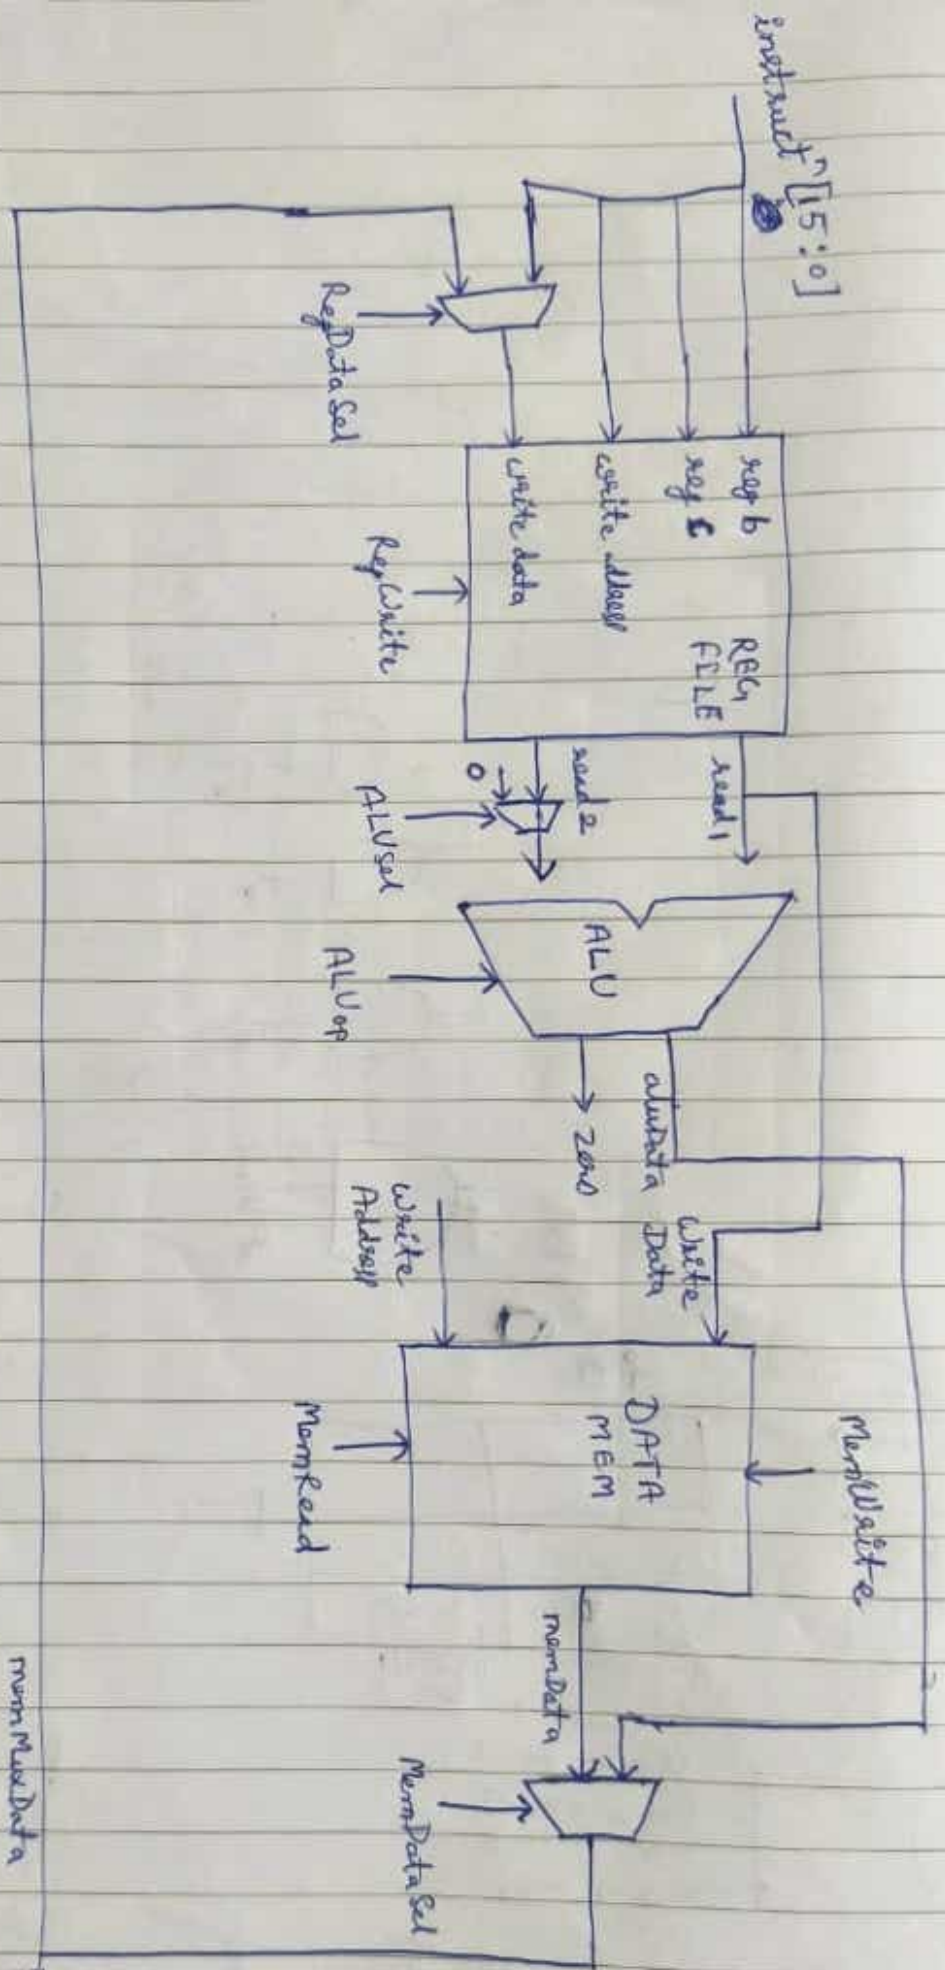 instructⁿ [15:0]
RegDataSel
reg b
reg c
write address
write data
REG
FILE
RegWrite
read1
read2
0
ALUsel
ALU
ALUop
aluData
zero
Write
Data
Write
Address
MemWrite
DATA
MEM
MemRead
memData
MemDataSel
memMuxData